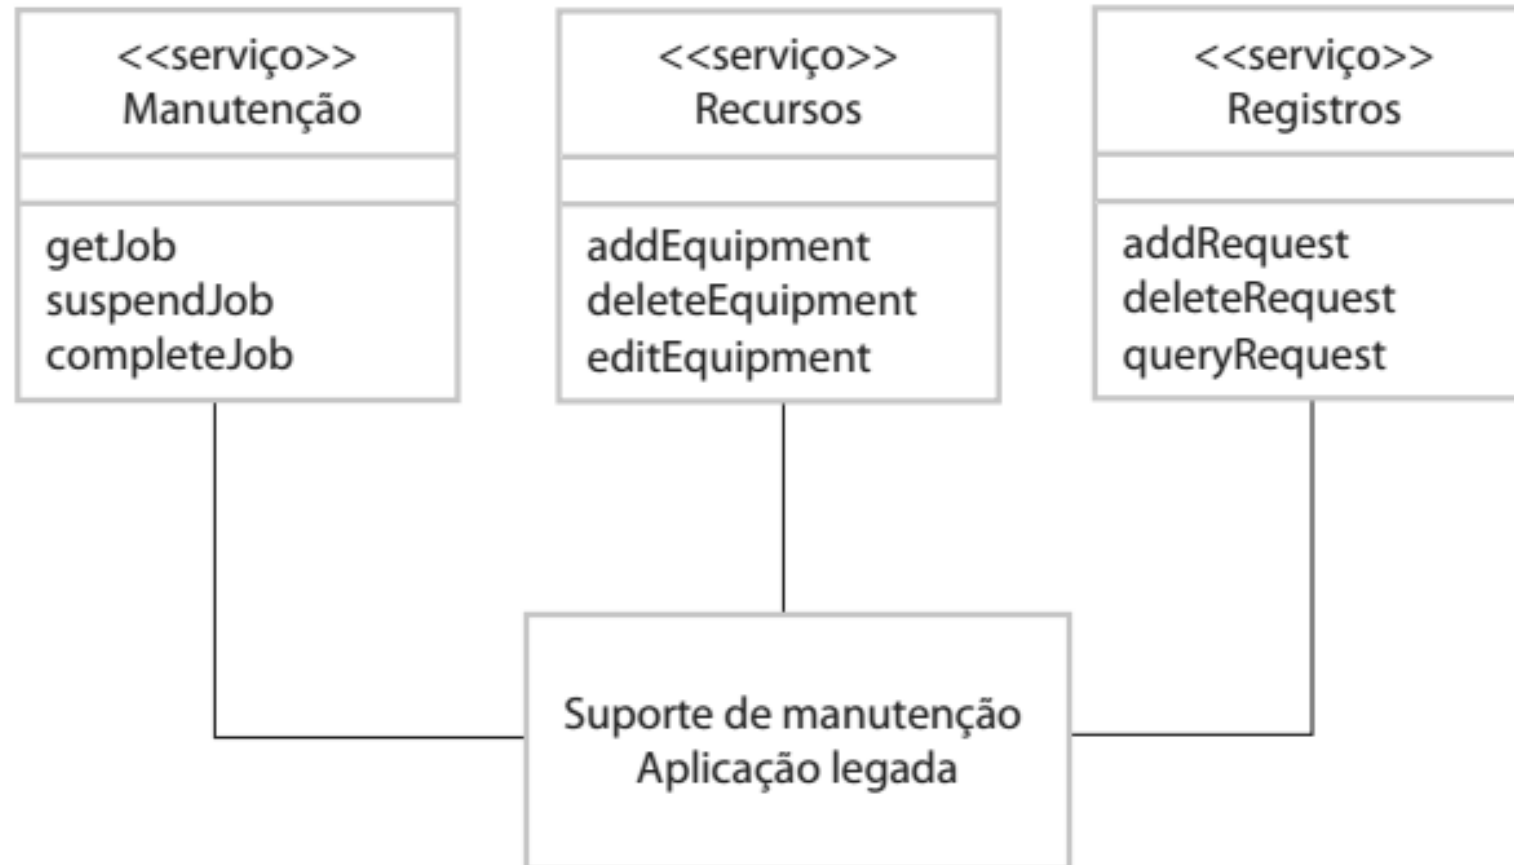 <<serviço>>
Manutenção
getJob
suspendJob
completeJob
<<serviço>>
Recursos
addEquipment
deleteEquipment
editEquipment
<<serviço>>
Registros
addRequest
deleteRequest
queryRequest
Suporte de manutenção
Aplicação legada